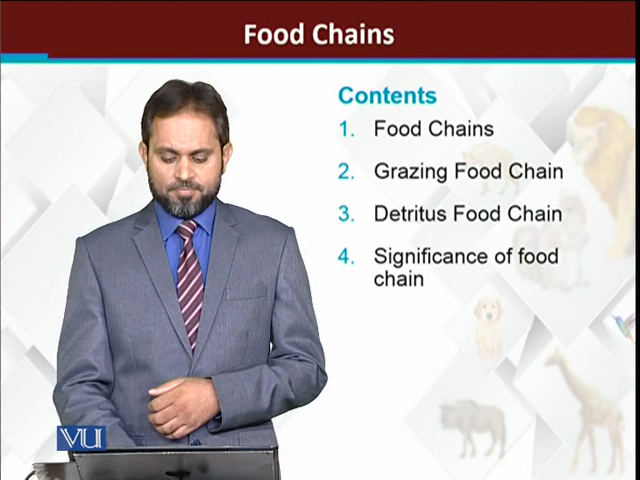 Food Chains
Contents
1. Food Chains
2. Grazing Food Chain
3. Detritus Food Chain
4. Significance of food
chain
VU